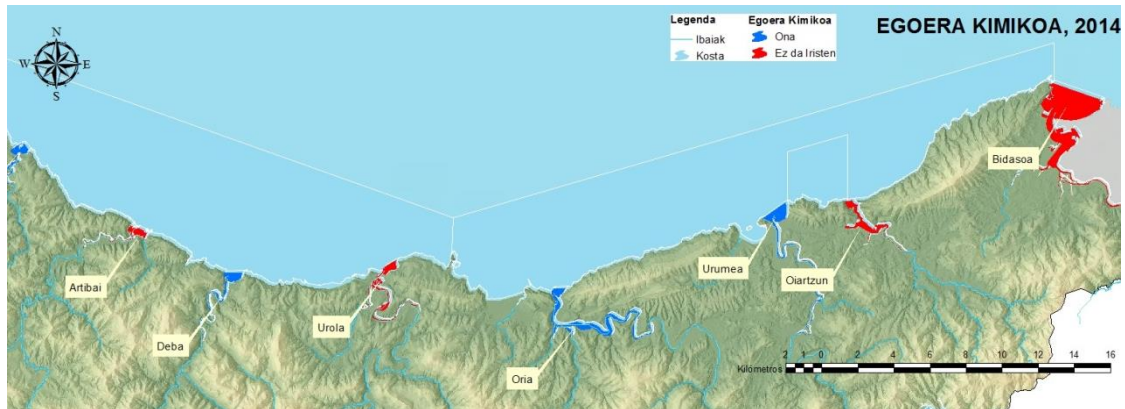 EGOERA KIMIKOA, 2014
Legenda
Ibaiak
Kosta
Egoera Kimikoa
Ona
Ez da Iristen
N
W E
S
Bidasoa
Artibai
Deba
Urola
Oria
Urumea
Oiartzun
2 1 0 2 4 6 8 10 12 14 16
Kilómetros